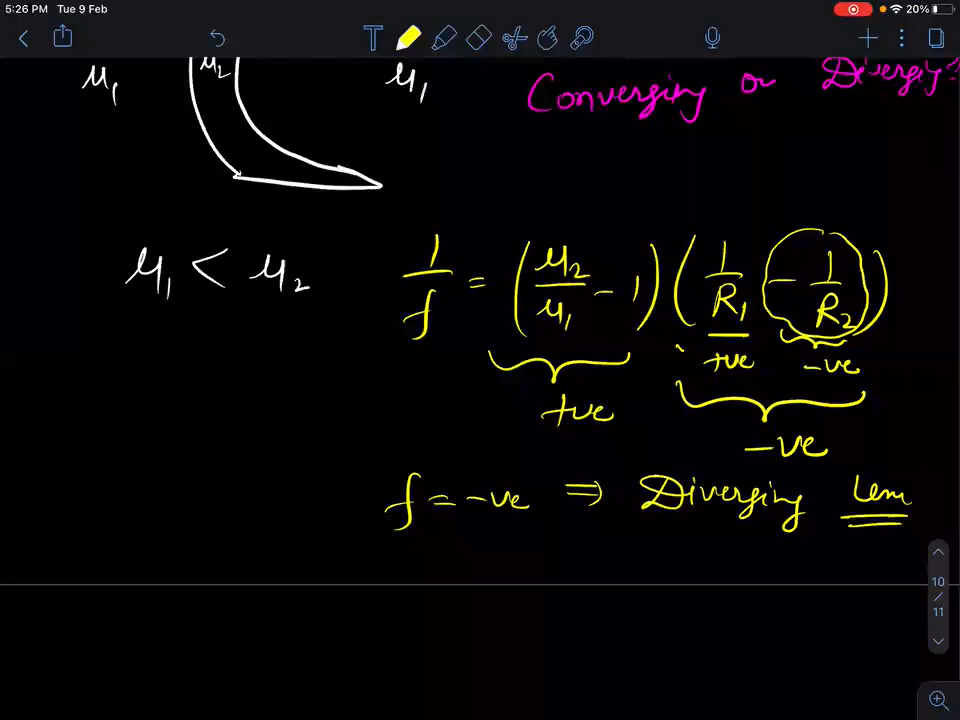 5:26 PM Tue 9 Feb
20%
T
μ₁ μ₂ μ₁
Converging or Diverging?
μ₁ < μ₂
1/f = (μ₂/μ₁ - 1)(1/R₁ - 1/R₂)
+ve -ve
+ve
-ve
f = -ve ⇒ Diverging lens
10
/
11